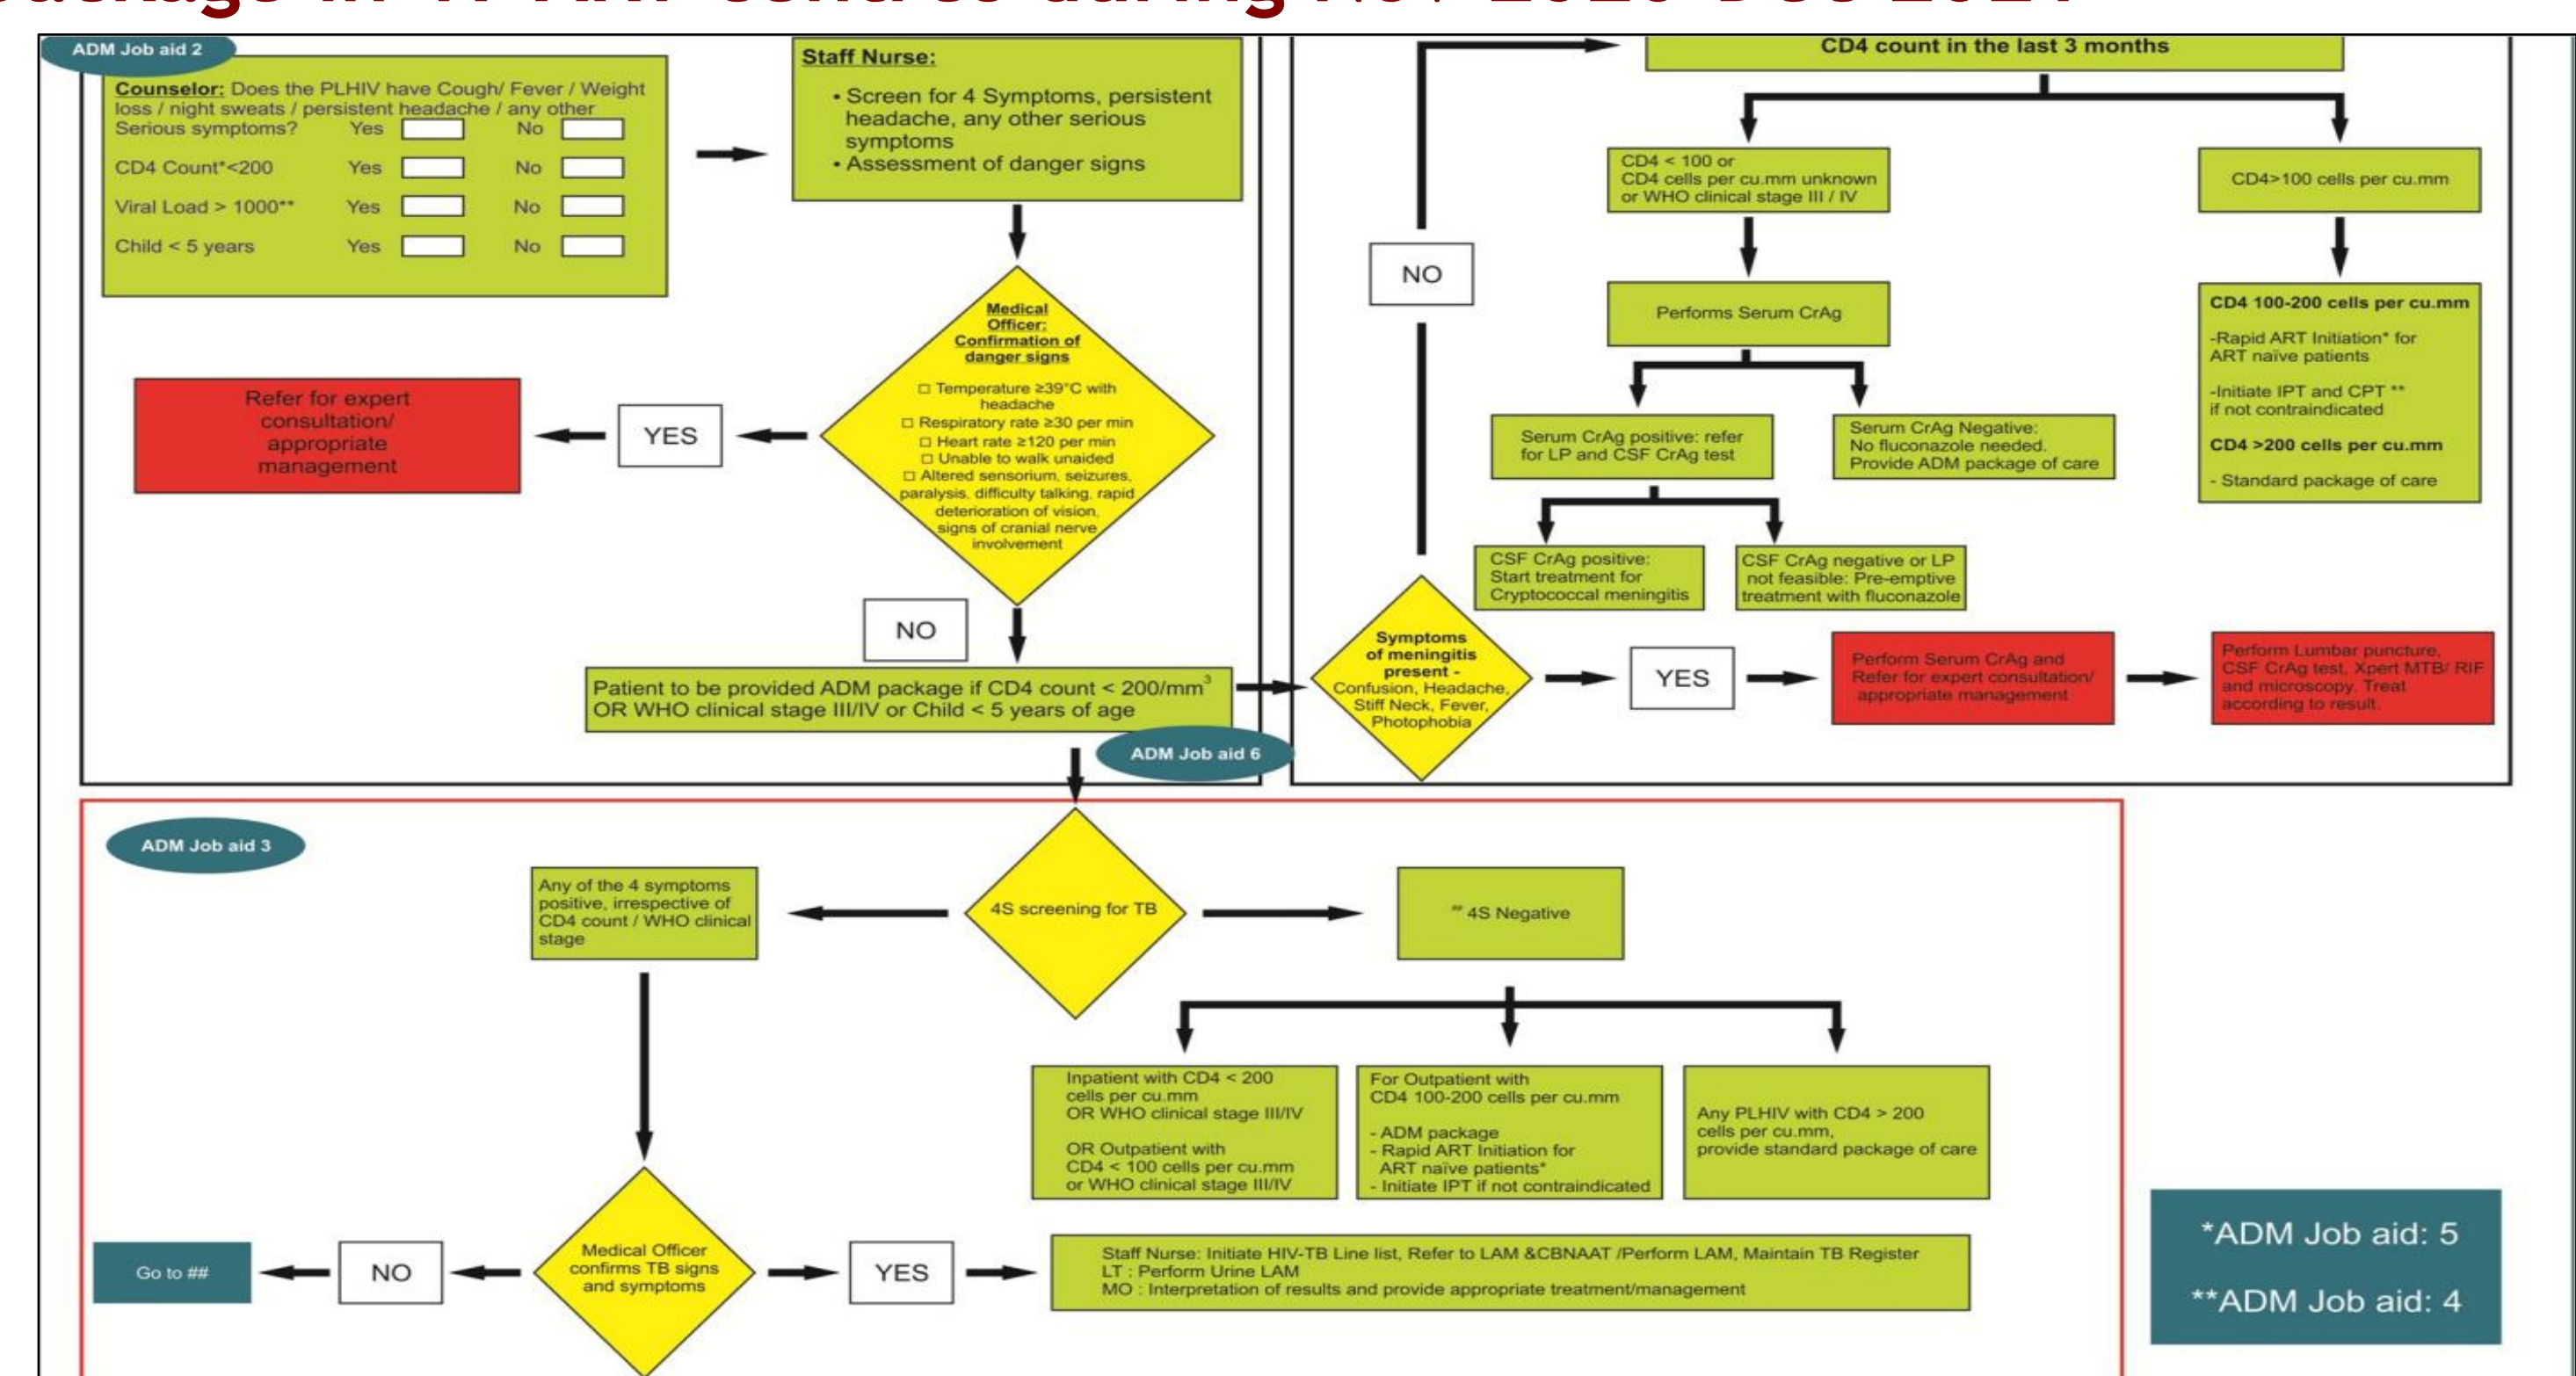 ADM Job aid 2
Counselor: Does the PLHIV have Cough/ Fever / Weight
loss / night sweats / persistent headache / any other
Serious symptoms? Yes No
CD4 Count*<200 Yes No
Viral Load > 1000** Yes No
Child < 5 years Yes No
Staff Nurse:
• Screen for 4 Symptoms, persistent
headache, any other serious
symptoms
• Assessment of danger signs
Medical
Officer:
Confirmation of
danger signs
□ Temperature ≥39°C with
headache
□ Respiratory rate ≥30 per min
□ Heart rate ≥120 per min
□ Unable to walk unaided
□ Altered sensorium, seizures,
paralysis, difficulty talking, rapid
deterioration of vision,
signs of cranial nerve
involvement
YES
Refer for expert
consultation/
appropriate
management
NO
Patient to be provided ADM package if CD4 count < 200/mm³
OR WHO clinical stage III/IV or Child < 5 years of age
ADM Job aid 6
CD4 count in the last 3 months
CD4 < 100 or
CD4 cells per cu.mm unknown
or WHO clinical stage III / IV
CD4>100 cells per cu.mm
NO
Performs Serum CrAg
CD4 100-200 cells per cu.mm
-Rapid ART Initiation* for
ART naïve patients
-Initiate IPT and CPT **
if not contraindicated
CD4 >200 cells per cu.mm
- Standard package of care
Serum CrAg positive: refer
for LP and CSF CrAg test
Serum CrAg Negative:
No fluconazole needed.
Provide ADM package of care
CSF CrAg positive:
Start treatment for
Cryptococcal meningitis
CSF CrAg negative or LP
not feasible: Pre-emptive
treatment with fluconazole
Symptoms
of meningitis
present -
Confusion, Headache,
Stiff Neck, Fever,
Photophobia
YES
Perform Serum CrAg and
Refer for expert consultation/
appropriate management
Perform Lumbar puncture,
CSF CrAg test, Xpert MTB/ RIF
and microscopy. Treat
according to result.
ADM Job aid 3
4S screening for TB
Any of the 4 symptoms
positive, irrespective of
CD4 count / WHO clinical
stage
## 4S Negative
Inpatient with CD4 < 200
cells per cu.mm
OR WHO clinical stage III/IV
OR Outpatient with
CD4 < 100 cells per cu.mm
or WHO clinical stage III/IV
For Outpatient with
CD4 100-200 cells per cu.mm
- ADM package
- Rapid ART Initiation for
ART naïve patients*
- Initiate IPT if not contraindicated
Any PLHIV with CD4 > 200
cells per cu.mm,
provide standard package of care
Medical Officer
confirms TB signs
and symptoms
NO
Go to ##
YES
Staff Nurse: Initiate HIV-TB Line list, Refer to LAM &CBNAAT /Perform LAM, Maintain TB Register
LT : Perform Urine LAM
MO : Interpretation of results and provide appropriate treatment/management
*ADM Job aid: 5
**ADM Job aid: 4